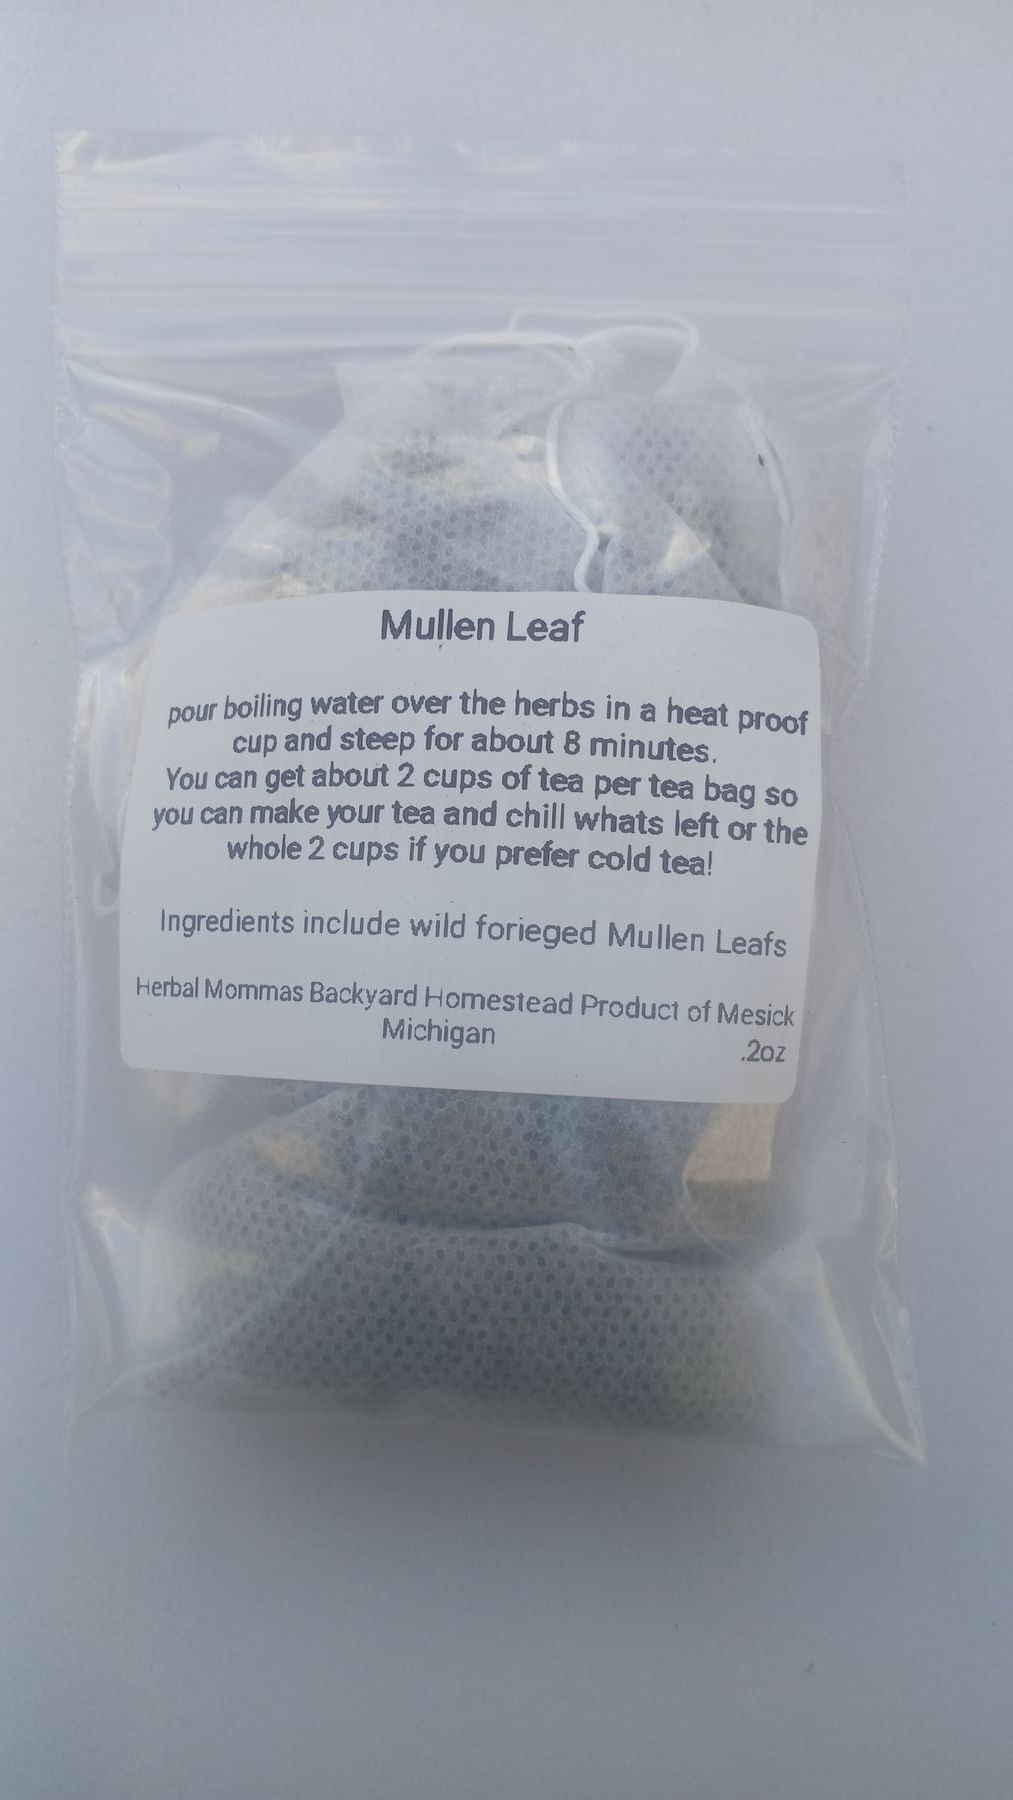 Mullen Leaf
pour boiling water over the herbs in a heat proof
cup and steep for about 8 minutes.
You can get about 2 cups of tea per tea bag so
you can make your tea and chill whats left or the
whole 2 cups if you prefer cold tea!
Ingredients include wild forieged Mullen Leafs
Herbal Mommas Backyard Homestead Product of Mesick
Michigan
.2oz